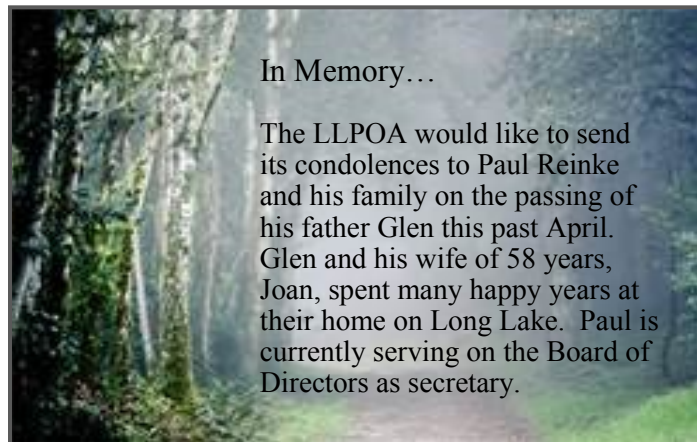 In Memory…
The LLPOA would like to send
its condolences to Paul Reinke
and his family on the passing of
his father Glen this past April.
Glen and his wife of 58 years,
Joan, spent many happy years at
their home on Long Lake.  Paul is
currently serving on the Board of
Directors as secretary.